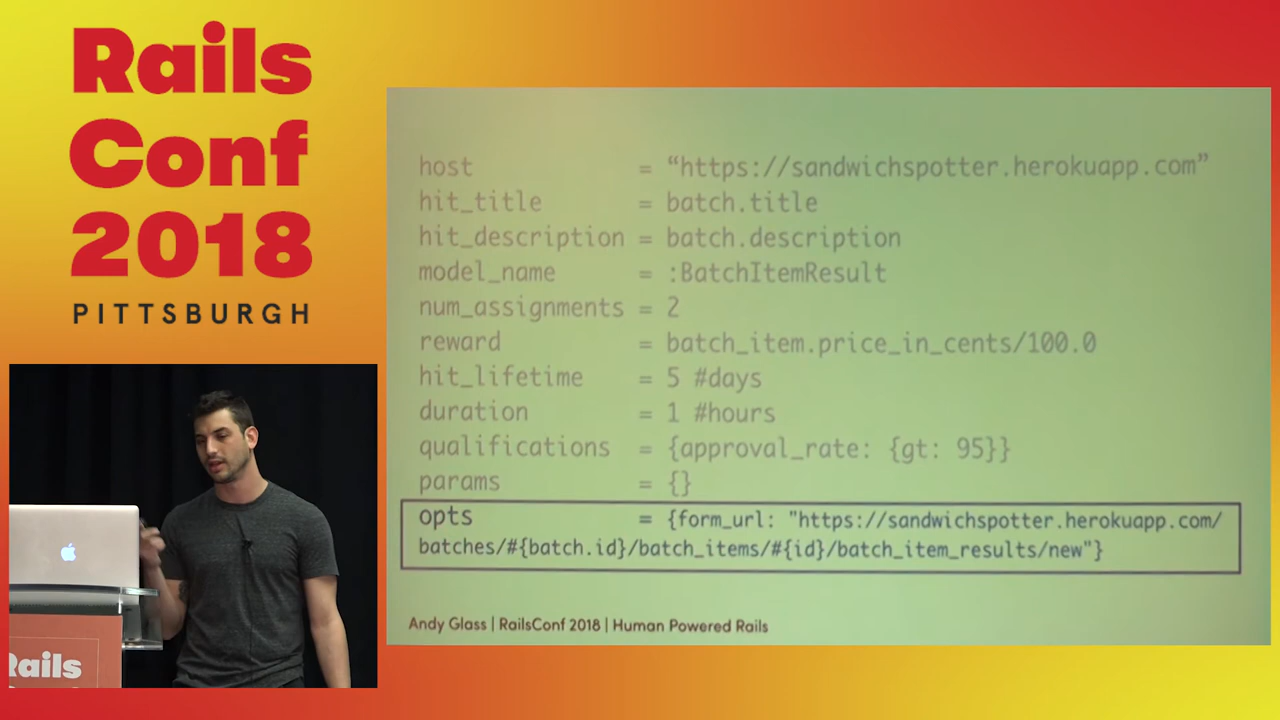 Rails
Conf
2018
PITTSBURGH
host = “https://sandwichspotter.herokuapp.com”
hit_title = batch.title
hit_description = batch.description
model_name = :BatchItemResult
num_assignments = 2
reward = batch_item.price_in_cents/100.0
hit_lifetime = 5 #days
duration = 1 #hours
qualifications = {approval_rate: {gt: 95}}
params = {}
opts = {form_url: "https://sandwichspotter.herokuapp.com/
batches/#{batch.id}/batch_items/#{id}/batch_item_results/new"}
Andy Glass | RailsConf 2018 | Human Powered Rails
Rails